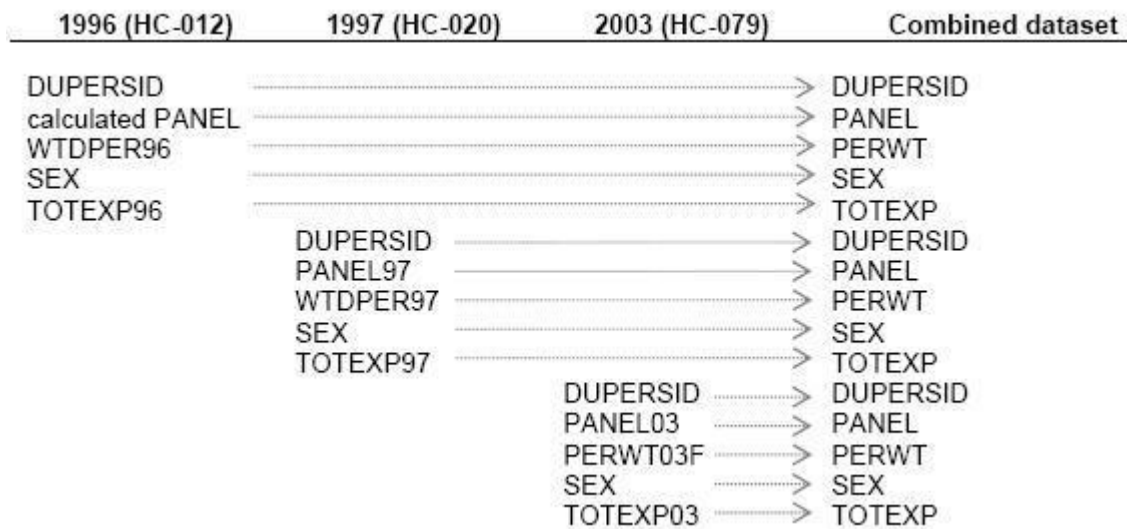 1996 (HC-012) 1997 (HC-020) 2003 (HC-079) Combined dataset
DUPERSID DUPERSID
calculated PANEL PANEL
WTDPER96 PERWT
SEX SEX
TOTEXP96 TOTEXP
DUPERSID DUPERSID
PANEL97 PANEL
WTDPER97 PERWT
SEX SEX
TOTEXP97 TOTEXP
DUPERSID DUPERSID
PANEL03 PANEL
PERWT03F PERWT
SEX SEX
TOTEXP03 TOTEXP